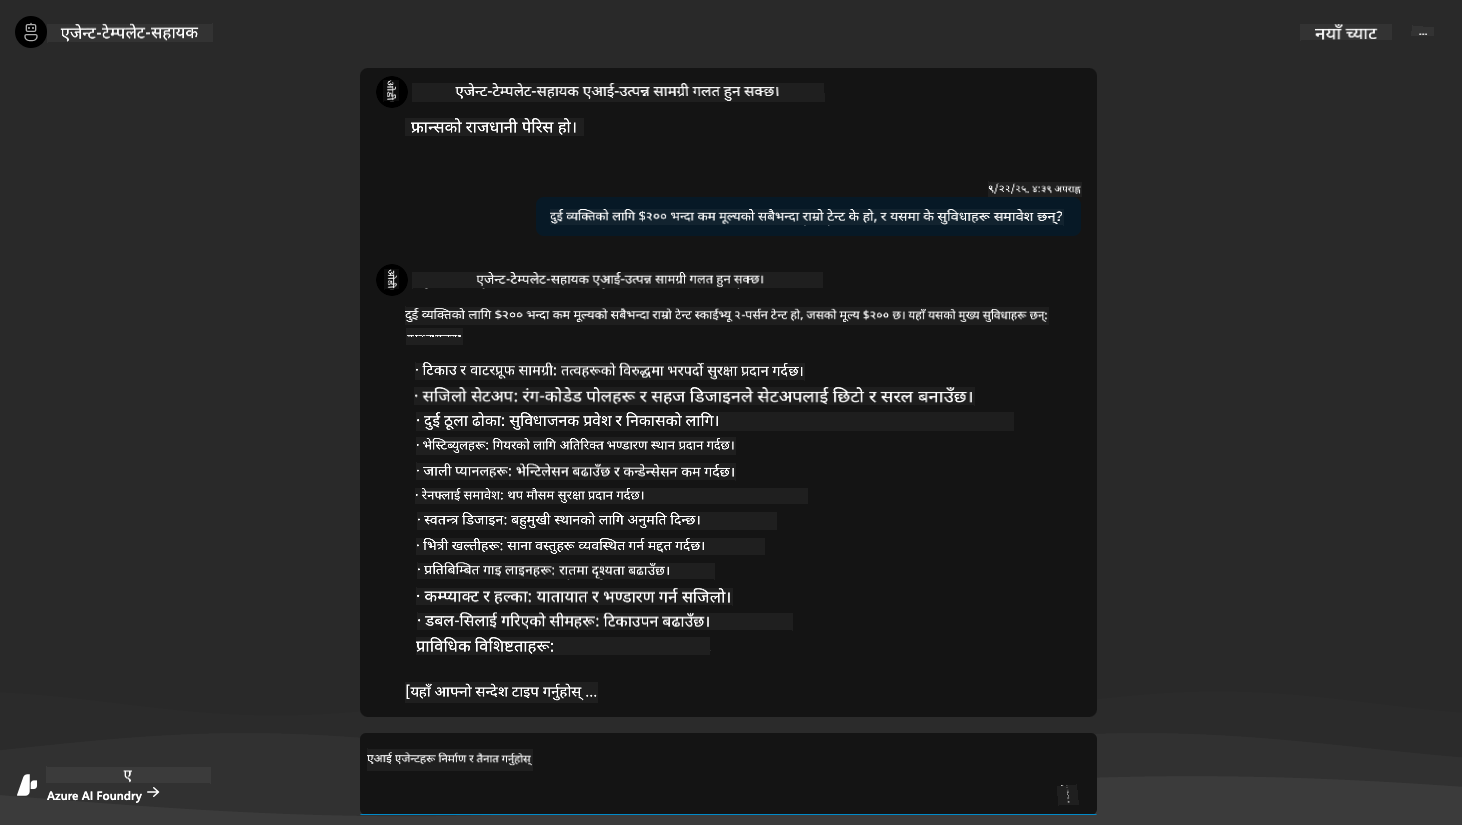 एजेन्ट-टेम्पलेट-सहायक
नयाँ च्याट
...
एजेन्ट-टेम्पलेट-सहायक एआई-उत्पन्न सामग्री गलत हुन सक्छ।
फ्रान्सको राजधानी पेरिस हो।
९/२२/२५, ४:३९ अपराह्न
दुई व्यक्तिको लागि $२०० भन्दा कम मूल्यको सबैभन्दा राम्रो टेन्ट के हो, र यसमा के सुविधाहरू समावेश छन्?
एजेन्ट-टेम्पलेट-सहायक एआई-उत्पन्न सामग्री गलत हुन सक्छ।
दुई व्यक्तिको लागि $२०० भन्दा कम मूल्यको सबैभन्दा राम्रो टेन्ट स्काईभ्यू २-पर्सन टेन्ट हो, जसको मूल्य $२०० छ। यहाँ यसको मुख्य सुविधाहरू छन्:
· टिकाउ र वाटरप्रूफ सामग्री: तत्वहरूको विरुद्धमा भरपर्दो सुरक्षा प्रदान गर्दछ।
· सजिलो सेटअप: रंग-कोडेड पोलहरू र सहज डिजाइनले सेटअपलाई छिटो र सरल बनाउँछ।
· दुई ठूला ढोका: सुविधाजनक प्रवेश र निकासको लागि।
· भेस्टिब्युलहरू: गियरको लागि अतिरिक्त भण्डारण स्थान प्रदान गर्दछ।
· जाली प्यानलहरू: भेन्टिलेसन बढाउँछ र कन्डेन्सेसन कम गर्दछ।
· रेनफ्लाई समावेश: थप मौसम सुरक्षा प्रदान गर्दछ।
· स्वतन्त्र डिजाइन: बहुमुखी स्थानको लागि अनुमति दिन्छ।
· भित्री खल्तीहरू: साना वस्तुहरू व्यवस्थित गर्न मद्दत गर्दछ।
· प्रतिबिम्बित गाइ लाइनहरू: रातमा दृश्यता बढाउँछ।
· कम्प्याक्ट र हल्का: यातायात र भण्डारण गर्न सजिलो।
· डबल-सिलाई गरिएको सीमहरू: टिकाउपन बढाउँछ।
प्राविधिक विशिष्टताहरू:
[यहाँ आफ्नो सन्देश टाइप गर्नुहोस् ...
एआई एजेन्टहरू निर्माण र तैनात गर्नुहोस्
ए
Azure AI Foundry